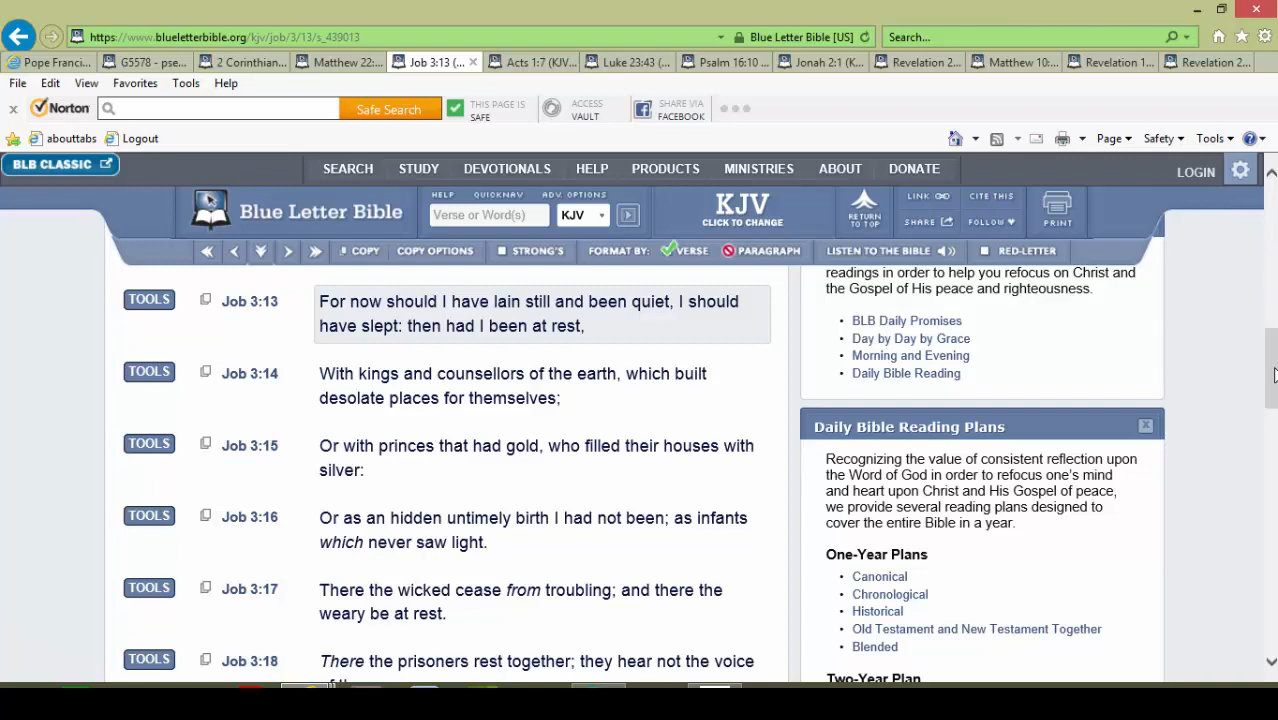 https://www.blueletterbible.org/kjv/job/3/13/s_439013
Blue Letter Bible [US]
Search...
Pope Franci...
G5578 - pse...
2 Corinthian...
Matthew 22:...
Job 3:13 (...
Acts 1:7 (KJV...
Luke 23:43 (...
Psalm 16:10 ...
Jonah 2:1 (K...
Revelation 2...
Matthew 10:...
Revelation 1...
Revelation 2...
File Edit View Favorites Tools Help
x Norton
Safe Search
THIS PAGE IS
SAFE
ACCESS
VAULT
SHARE VIA
FACEBOOK
abouttabs
Logout
Page
Safety
Tools
BLB CLASSIC
SEARCH STUDY DEVOTIONALS HELP PRODUCTS MINISTRIES ABOUT DONATE
LOGIN
Blue Letter Bible
HELP QUICKNAV ADV. OPTIONS
Verse or Word(s)
KJV
KJV
CLICK TO CHANGE
RETURN
TO TOP
LINK
CITE THIS
SHARE
FOLLOW
PRINT
COPY
COPY OPTIONS
STRONG'S
FORMAT BY: VERSE PARAGRAPH
LISTEN TO THE BIBLE
RED-LETTER
TOOLS Job 3:13 For now should I have lain still and been quiet, I should
have slept: then had I been at rest,
TOOLS Job 3:14 With kings and counsellors of the earth, which built
desolate places for themselves;
TOOLS Job 3:15 Or with princes that had gold, who filled their houses with
silver:
TOOLS Job 3:16 Or as an hidden untimely birth I had not been; as infants
which never saw light.
TOOLS Job 3:17 There the wicked cease from troubling; and there the
weary be at rest.
TOOLS Job 3:18 There the prisoners rest together; they hear not the voice
readings in order to help you refocus on Christ and
the Gospel of His peace and righteousness.
• BLB Daily Promises
• Day by Day by Grace
• Morning and Evening
• Daily Bible Reading
Daily Bible Reading Plans
Recognizing the value of consistent reflection upon
the Word of God in order to refocus one's mind
and heart upon Christ and His Gospel of peace,
we provide several reading plans designed to
cover the entire Bible in a year.
One-Year Plans
• Canonical
• Chronological
• Historical
• Old Testament and New Testament Together
• Blended
Two-Year Plan